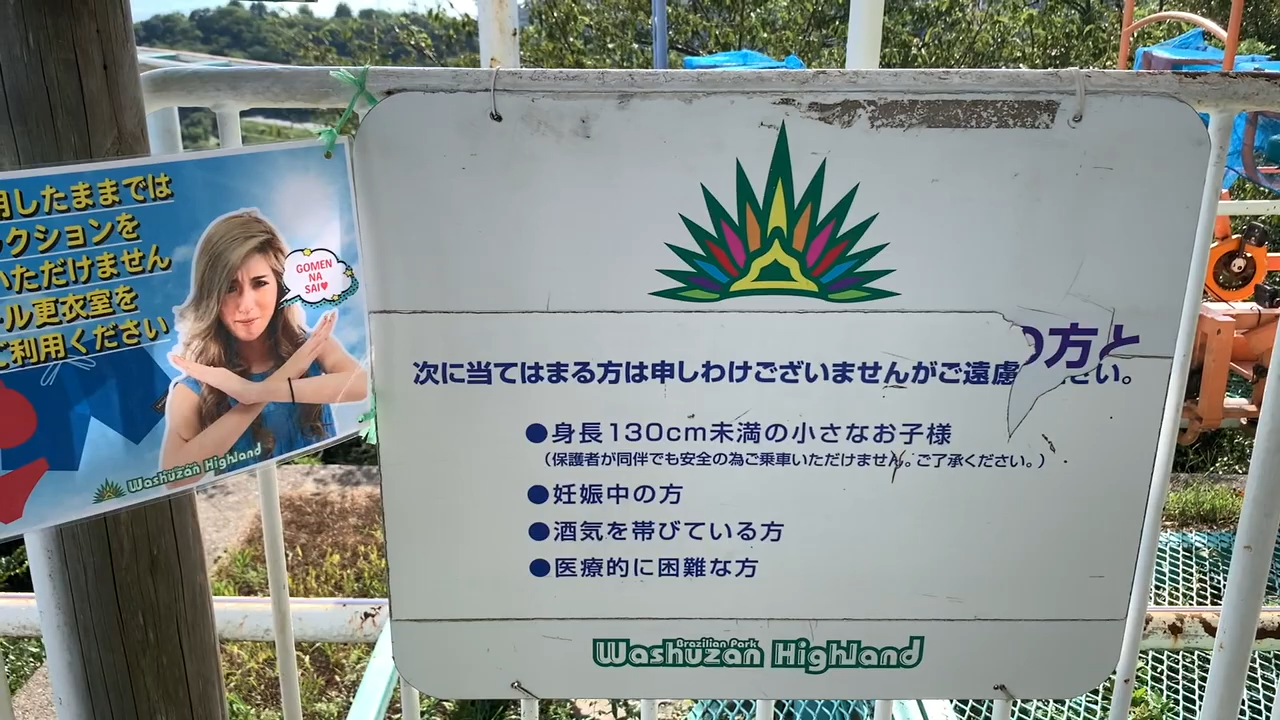 用したままでは
クションを
いただけません
ール更衣室を
ご利用ください
GOMEN
NA
SAI♥
Washuzan Highland
の方と
次に当てはまる方は申しわけございませんがご遠慮ださい。
●身長130cm未満の小さなお子様
(保護者が同伴でも安全の為ご乗車いただけません。ご了承ください。)
●妊娠中の方
●酒気を帯びている方
●医療的に困難な方
Brazilian Park
Washuzan Highland